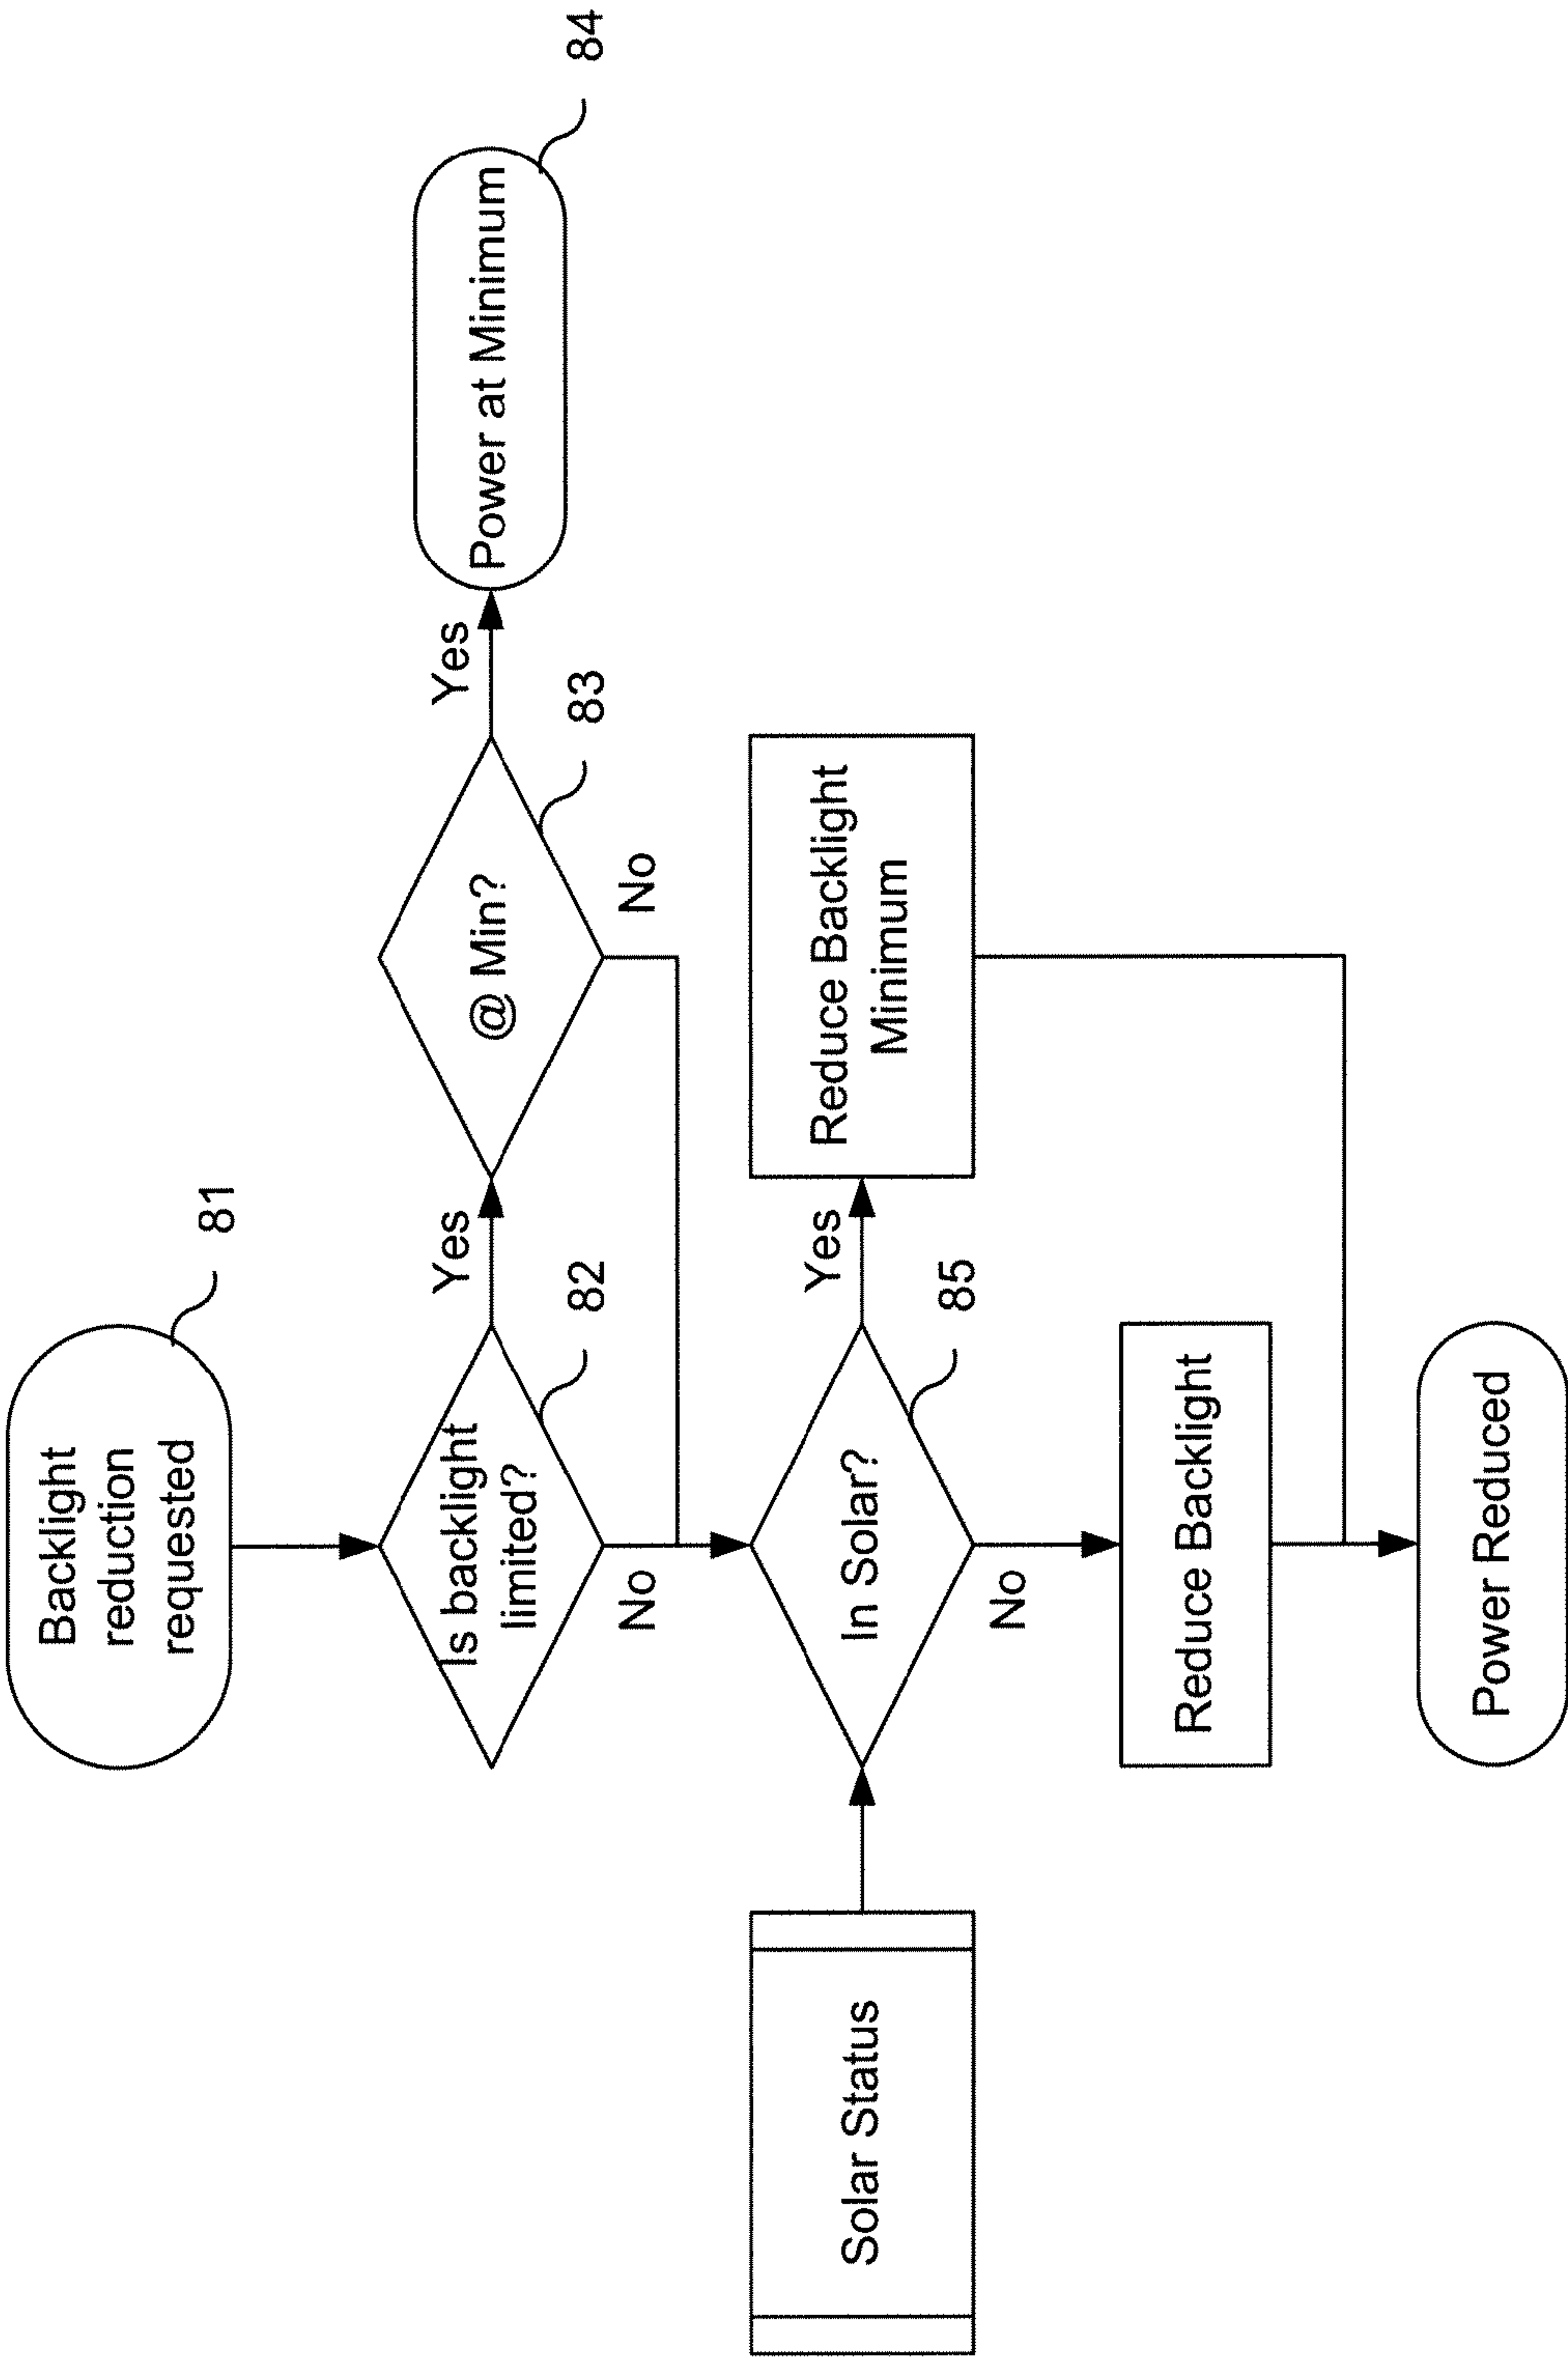 Backlight
reduction
requested
81
Is backlight
limited?
82
Yes
No
@ Min?
83
Yes
No
Power at Minimum
84
Solar Status
In Solar?
85
Yes
No
Reduce Backlight
Minimum
Reduce Backlight
Power Reduced